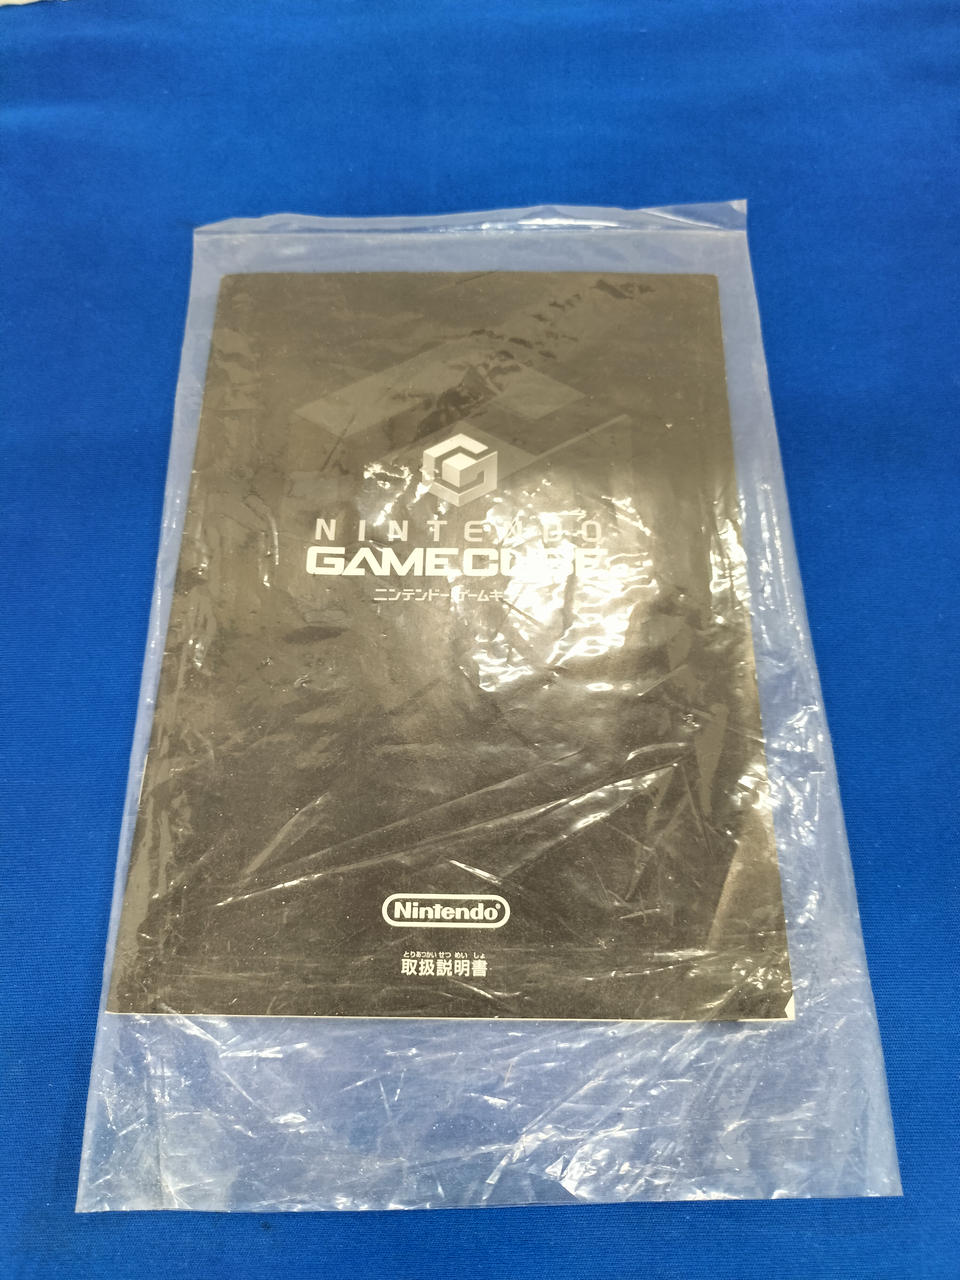 NINTENDO
GAMECUBE
ニンテンドーゲームキューブ
Nintendo®
とりあつかい せつ めい しょ
取扱説明書